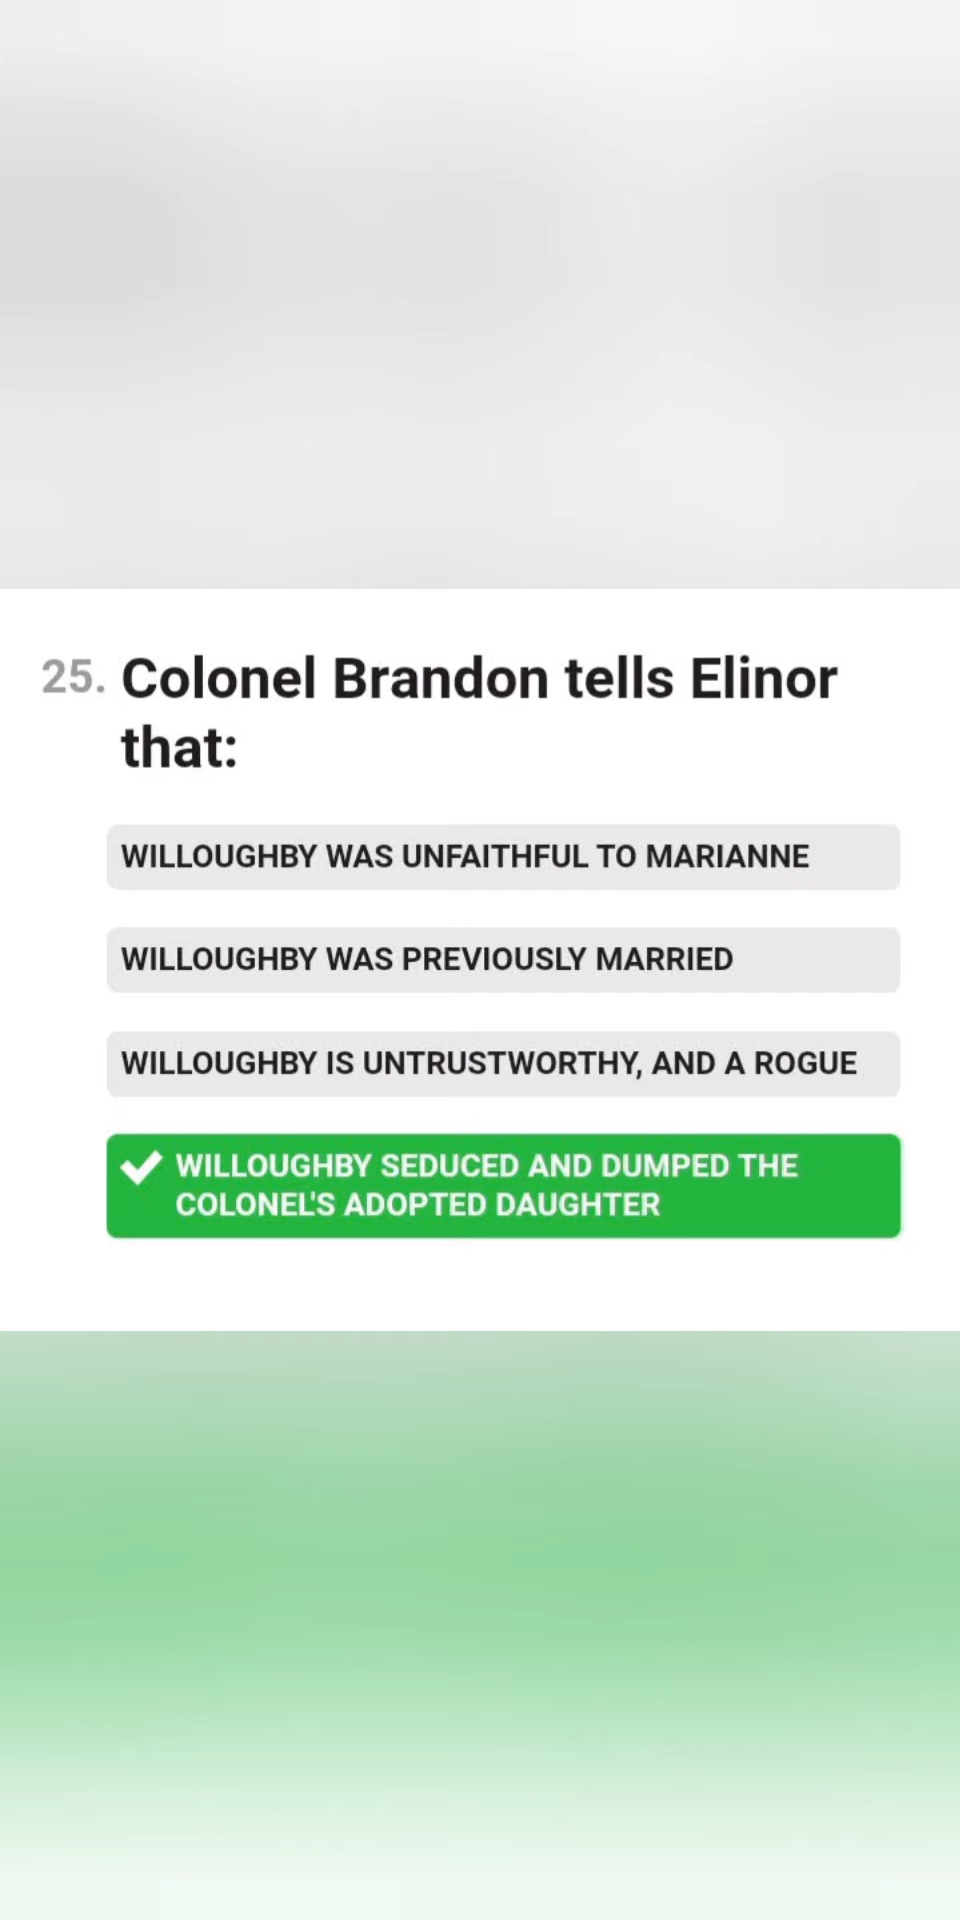 25. Colonel Brandon tells Elinor
that:
WILLOUGHBY WAS UNFAITHFUL TO MARIANNE
WILLOUGHBY WAS PREVIOUSLY MARRIED
WILLOUGHBY IS UNTRUSTWORTHY, AND A ROGUE
WILLOUGHBY SEDUCED AND DUMPED THE
COLONEL'S ADOPTED DAUGHTER